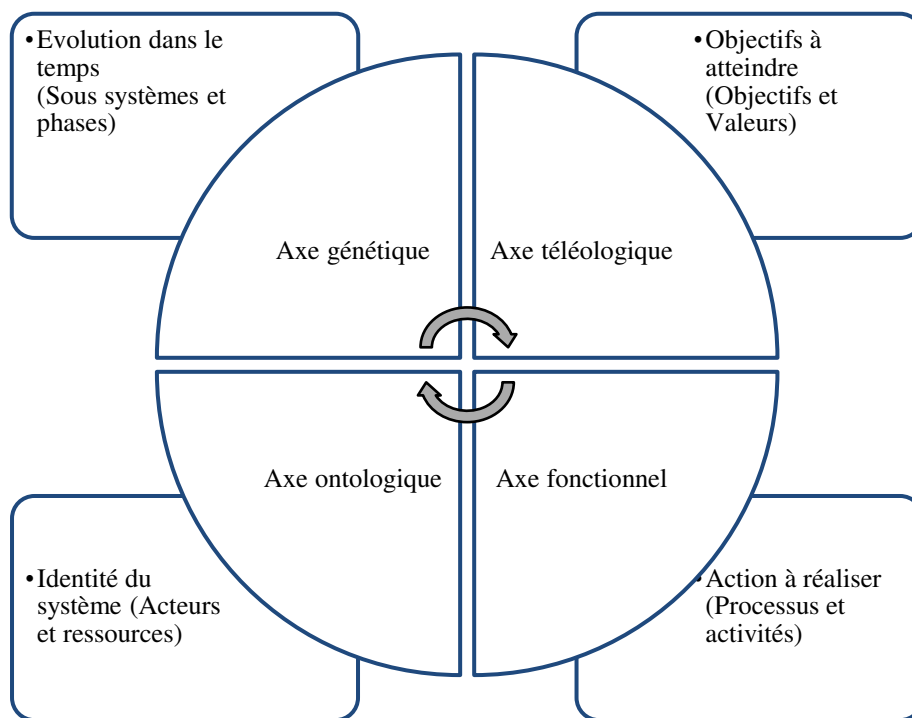 •Evolution dans le
temps
(Sous systèmes et
phases)
•Objectifs à
atteindre
(Objectifs et
Valeurs)
Axe génétique
Axe téléologique
Axe ontologique
Axe fonctionnel
•Identité du
système (Acteurs
et ressources)
•Action à réaliser
(Processus et
activités)